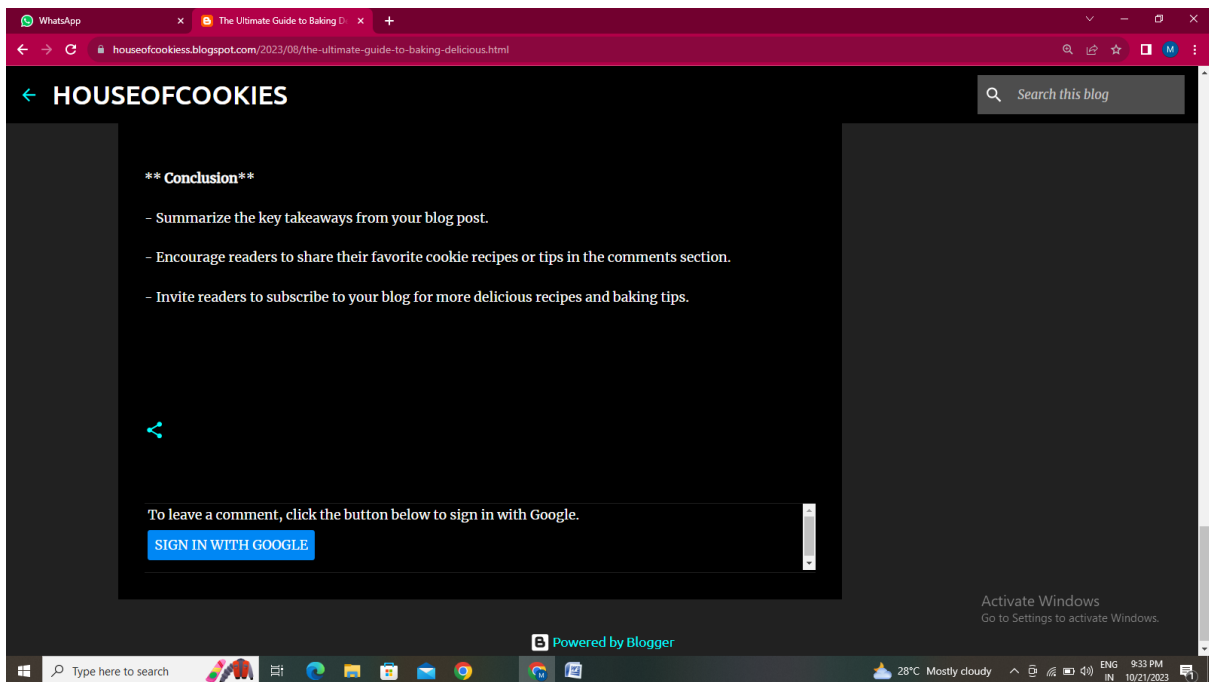 WhatsApp
The Ultimate Guide to Baking D
houseofcookiess.blogspot.com/2023/08/the-ultimate-guide-to-baking-delicious.html
M
HOUSEOFCOOKIES
Search this blog
** Conclusion**
- Summarize the key takeaways from your blog post.
- Encourage readers to share their favorite cookie recipes or tips in the comments section.
- Invite readers to subscribe to your blog for more delicious recipes and baking tips.
To leave a comment, click the button below to sign in with Google.
SIGN IN WITH GOOGLE
Activate Windows
Go to Settings to activate Windows.
Powered by Blogger
Type here to search
28°C Mostly cloudy
ENG
IN
9:33 PM
10/21/2023